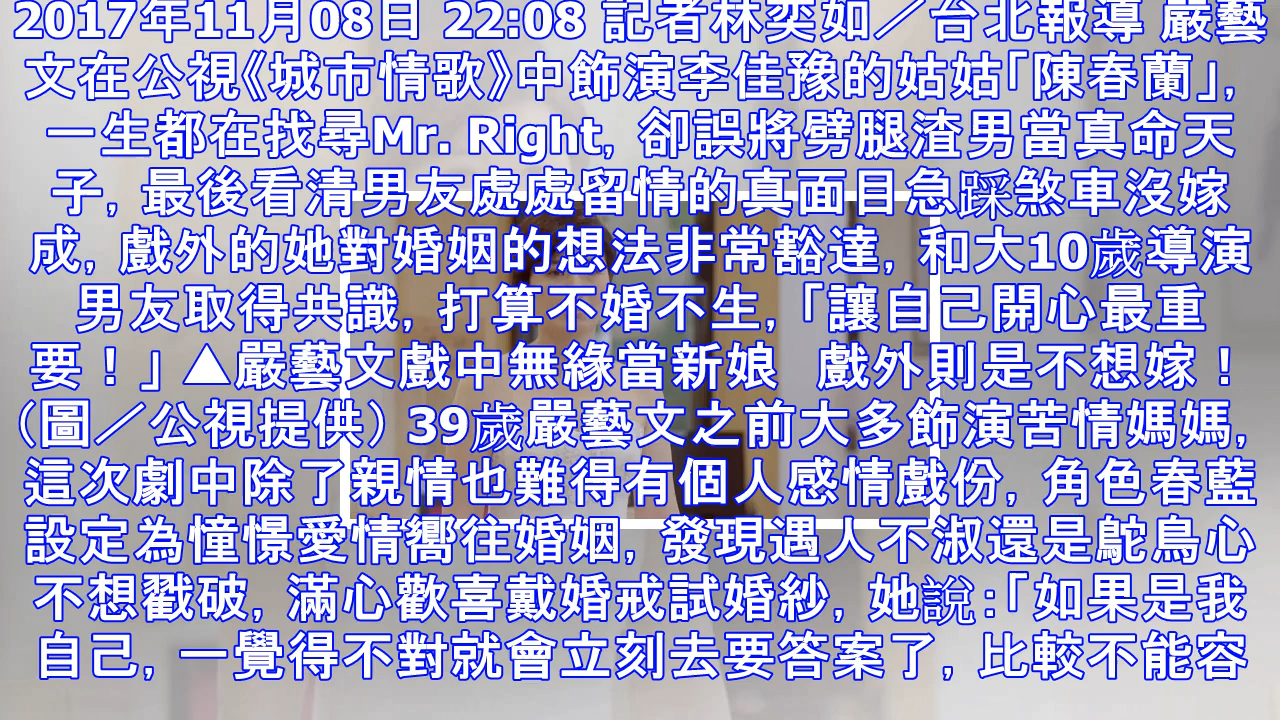 2017年11月08日 22:08 記者林奕如／台北報導 嚴藝
文在公視《城市情歌》中飾演李佳豫的姑姑「陳春蘭」,
一生都在找尋Mr. Right, 卻誤將劈腿渣男當真命天
子, 最後看清男友處處留情的真面目急踩煞車沒嫁
成, 戲外的她對婚姻的想法非常豁達, 和大10歲導演
男友取得共識, 打算不婚不生,「讓自己開心最重
要！」▲嚴藝文戲中無緣當新娘 戲外則是不想嫁！
(圖／公視提供) 39歲嚴藝文之前大多飾演苦情媽媽,
這次劇中除了親情也難得有個人感情戲份, 角色春藍
設定為憧憬愛情嚮往婚姻, 發現遇人不淑還是鴕鳥心
不想戳破, 滿心歡喜戴婚戒試婚紗, 她說:「如果是我
自己, 一覺得不對就會立刻去要答案了, 比較不能容